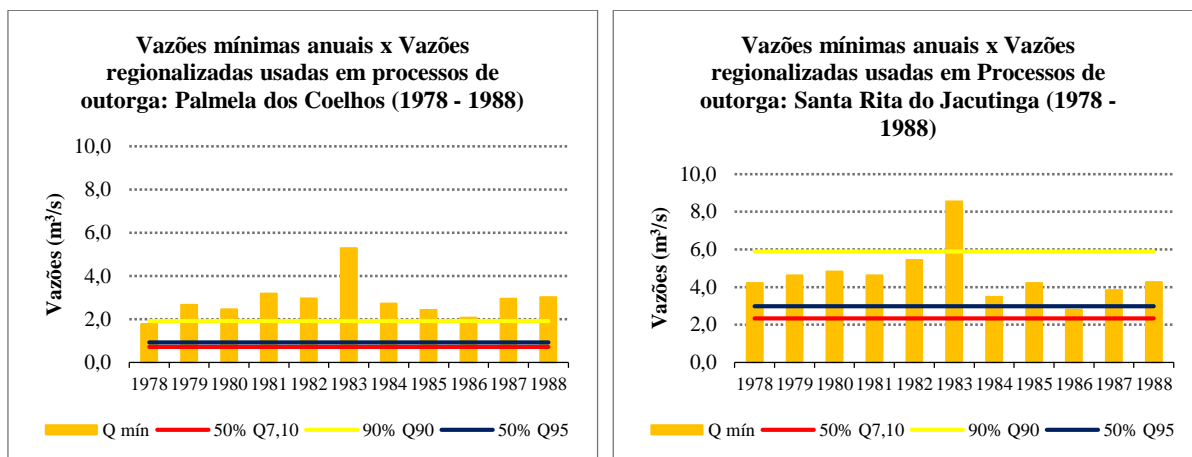 Vazões mínimas anuais x Vazões
regionalizadas usadas em processos de
outorga: Palmela dos Coelhos (1978 - 1988)
10,0
8,0
6,0
4,0
2,0
0,0
Vazões (m³/s)
1978 1979 1980 1981 1982 1983 1984 1985 1986 1987 1988
Q mín 50% Q7,10 90% Q90 50% Q95
Vazões mínimas anuais x Vazões
regionalizadas usadas em Processos de
outorga: Santa Rita do Jacutinga (1978 -
1988)
10,0
8,0
6,0
4,0
2,0
0,0
Vazões (m³/s)
1978 1979 1980 1981 1982 1983 1984 1985 1986 1987 1988
Q mín 50% Q7,10 90% Q90 50% Q95